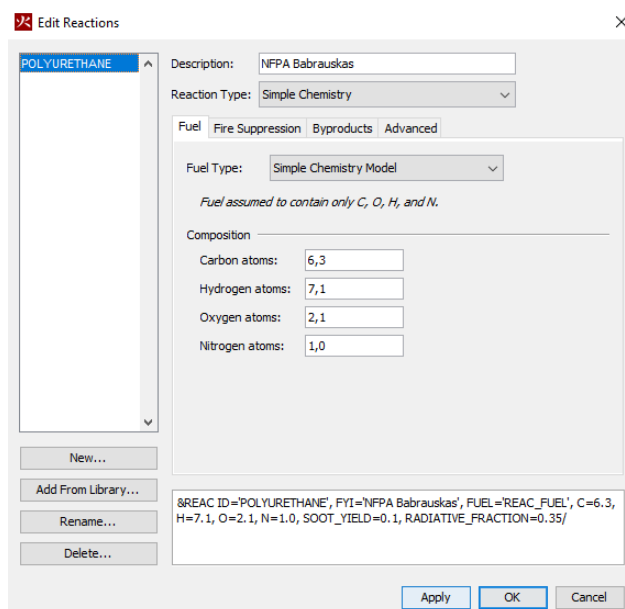 火 Edit Reactions
POLYURETHANE
Description: NFPA Babrauskas
Reaction Type: Simple Chemistry
Fuel Fire Suppression Byproducts Advanced
Fuel Type: Simple Chemistry Model
Fuel assumed to contain only C, O, H, and N.
Composition
Carbon atoms: 6,3
Hydrogen atoms: 7,1
Oxygen atoms: 2,1
Nitrogen atoms: 1,0
New...
Add From Library...
Rename...
Delete...
&REAC ID='POLYURETHANE', FYI='NFPA Babrauskas', FUEL='REAC_FUEL', C=6.3,
H=7.1, O=2.1, N=1.0, SOOT_YIELD=0.1, RADIATIVE_FRACTION=0.35/
Apply OK Cancel